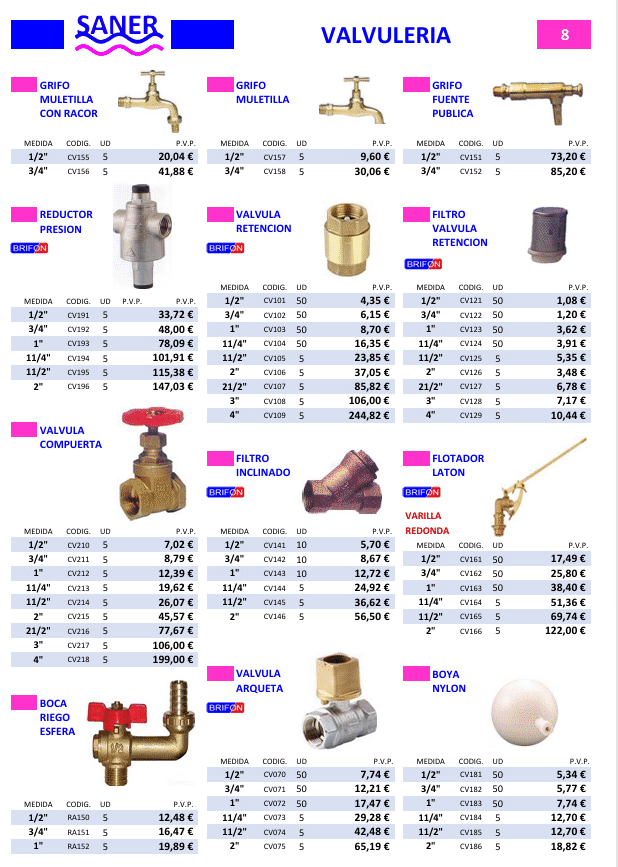 SANER
VALVULERIA
8
GRIFO
MULETILLA
CON RACOR
MEDIDA CODIG. UD P.V.P.
1/2" CV155 5 20,04 €
3/4" CV156 5 41,88 €
GRIFO
MULETILLA
MEDIDA CODIG. UD P.V.P.
1/2" CV157 5 9,60 €
3/4" CV158 5 30,06 €
GRIFO
FUENTE
PUBLICA
MEDIDA CODIG. UD P.V.P.
1/2" CV151 5 73,20 €
3/4" CV152 5 85,20 €
REDUCTOR
PRESION
BRIFON
MEDIDA CODIG. UD P.V.P. P.V.P.
1/2" CV191 5 33,72 €
3/4" CV192 5 48,00 €
1" CV193 5 78,09 €
11/4" CV194 5 101,91 €
11/2" CV195 5 115,38 €
2" CV196 5 147,03 €
VALVULA
RETENCION
BRIFON
MEDIDA CODIG. UD P.V.P.
1/2" CV101 50 4,35 €
3/4" CV102 50 6,15 €
1" CV103 50 8,70 €
11/4" CV104 50 16,35 €
11/2" CV105 5 23,85 €
2" CV106 5 37,05 €
21/2" CV107 5 85,82 €
3" CV108 5 106,00 €
4" CV109 5 244,82 €
FILTRO
VALVULA
RETENCION
BRIFON
MEDIDA CODIG. UD P.V.P.
1/2" CV121 50 1,08 €
3/4" CV122 50 1,20 €
1" CV123 50 3,62 €
11/4" CV124 50 3,91 €
11/2" CV125 5 5,35 €
2" CV126 5 3,48 €
21/2" CV127 5 6,78 €
3" CV128 5 7,17 €
4" CV129 5 10,44 €
VALVULA
COMPUERTA
MEDIDA CODIG. UD P.V.P.
1/2" CV210 5 7,02 €
3/4" CV211 5 8,79 €
1" CV212 5 12,39 €
11/4" CV213 5 19,62 €
11/2" CV214 5 26,07 €
2" CV215 5 45,57 €
21/2" CV216 5 77,67 €
3" CV217 5 106,00 €
4" CV218 5 199,00 €
FILTRO
INCLINADO
BRIFON
MEDIDA CODIG. UD P.V.P.
1/2" CV141 10 5,70 €
3/4" CV142 10 8,67 €
1" CV143 10 12,72 €
11/4" CV144 5 24,92 €
11/2" CV145 5 36,62 €
2" CV146 5 56,50 €
FLOTADOR
LATON
BRIFON
VARILLA
REDONDA
MEDIDA CODIG. UD P.V.P.
1/2" CV161 50 17,49 €
3/4" CV162 50 25,80 €
1" CV163 50 38,40 €
11/4" CV164 5 51,36 €
11/2" CV165 5 69,74 €
2" CV166 5 122,00 €
BOCA
RIEGO
ESFERA
1/2
MEDIDA CODIG. UD P.V.P.
1/2" RA150 5 12,48 €
3/4" RA151 5 16,47 €
1" RA152 5 19,89 €
VALVULA
ARQUETA
BRIFON
MEDIDA CODIG. UD P.V.P.
1/2" CV070 50 7,74 €
3/4" CV071 50 12,21 €
1" CV072 50 17,47 €
11/4" CV073 5 29,28 €
11/2" CV074 5 42,48 €
2" CV075 5 65,19 €
BOYA
NYLON
MEDIDA CODIG. UD P.V.P.
1/2" CV181 50 5,34 €
3/4" CV182 50 5,77 €
1" CV183 50 7,74 €
11/4" CV184 5 12,70 €
11/2" CV185 5 12,70 €
2" CV186 5 18,82 €